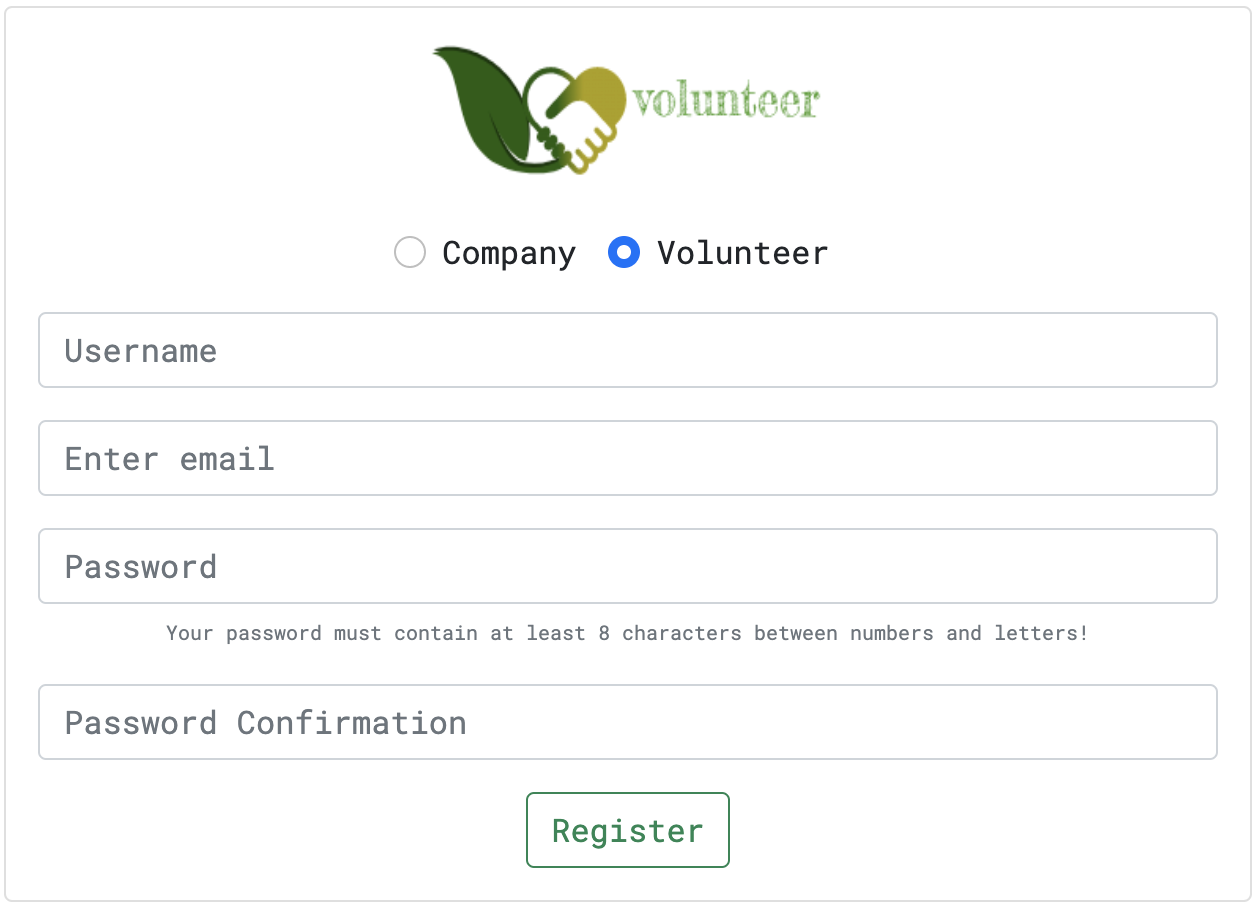 volunteer
Company Volunteer
Username
Enter email
Password
Your password must contain at least 8 characters between numbers and letters!
Password Confirmation
Register